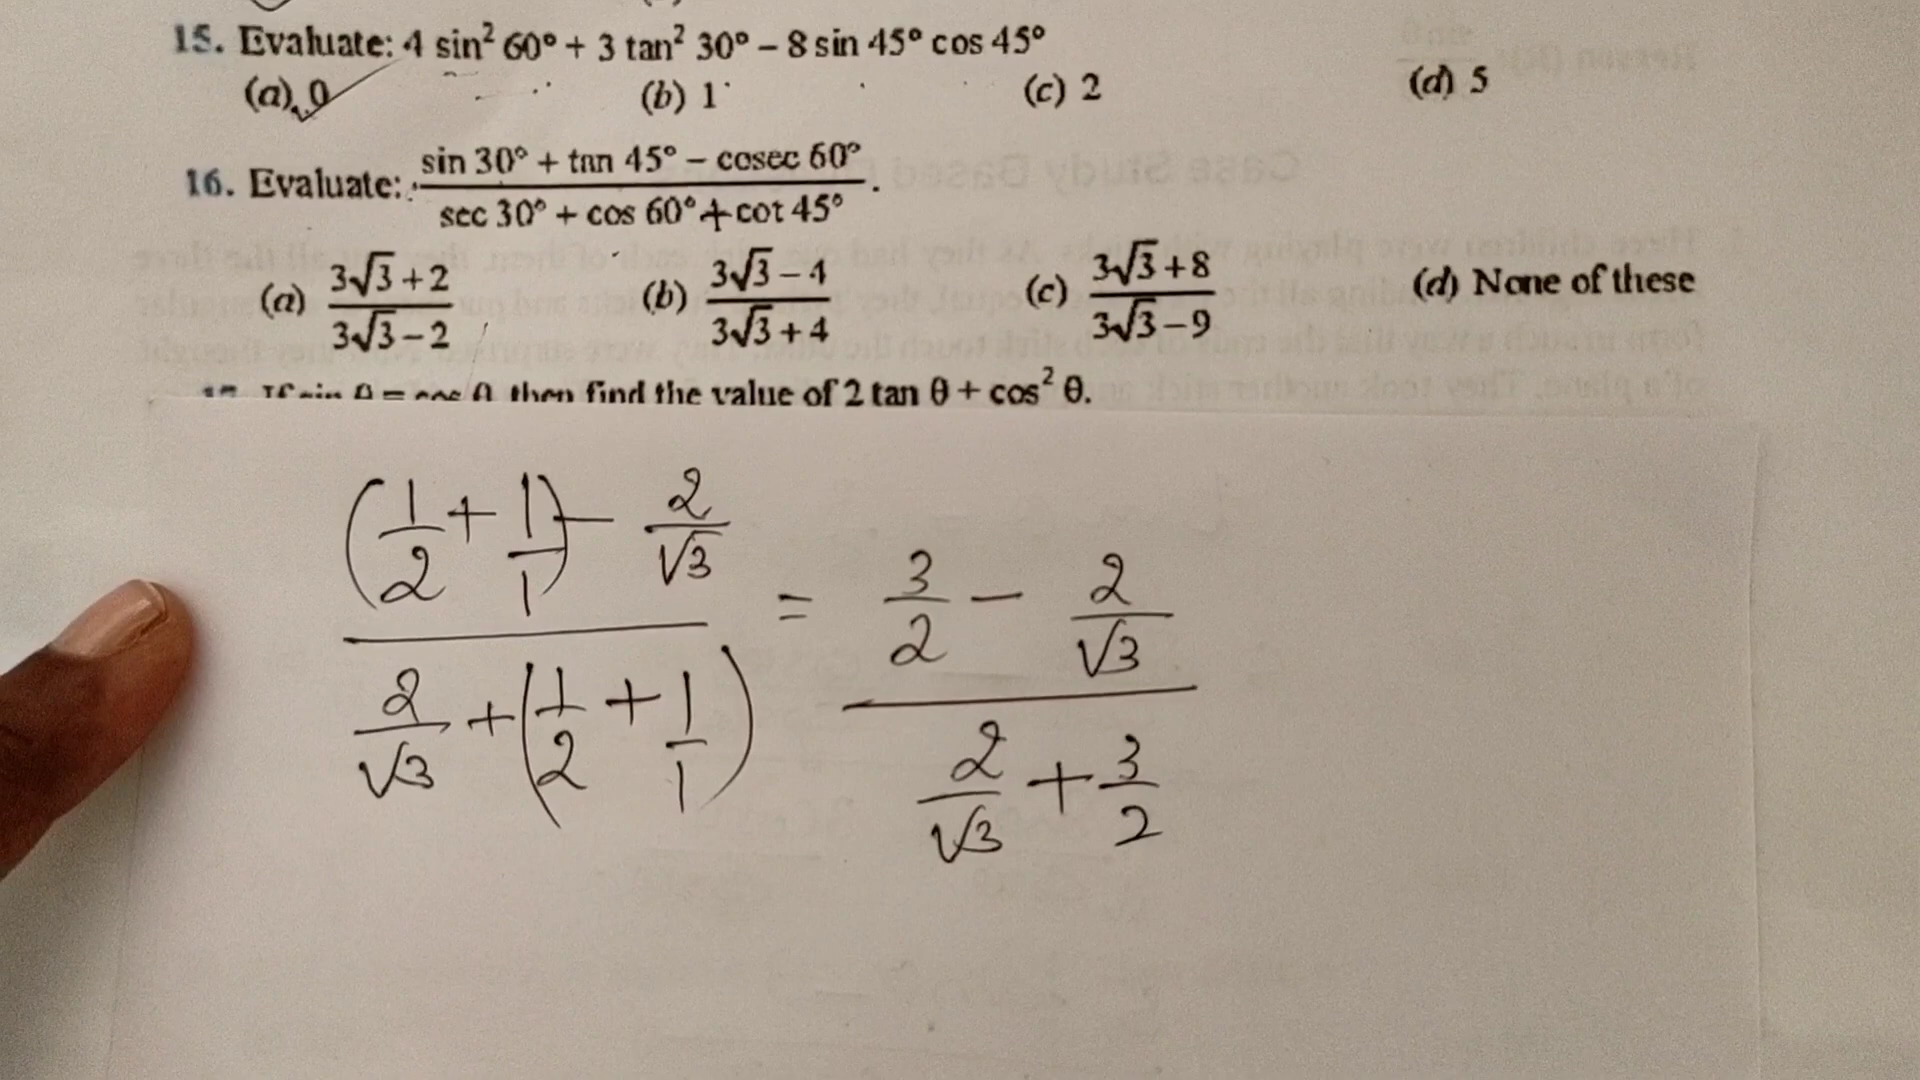 15. Evaluate: 4 sin² 60° + 3 tan² 30° – 8 sin 45° cos 45°
(a) 0 (b) 1 (c) 2 (d) 5
16. Evaluate: (sin 30° + tan 45° – cosec 60°)/(sec 30° + cos 60° + cot 45°).
(a) (3√3 + 2)/(3√3 – 2) (b) (3√3 – 4)/(3√3 + 4) (c) (3√3 + 8)/(3√3 – 9) (d) None of these
If sin θ = cos θ, then find the value of 2 tan θ + cos² θ.
((1/2 + 1/1) – 2/√3)/(2/√3 + (1/2 + 1/1)) = (3/2 – 2/√3)/(2/√3 + 3/2)